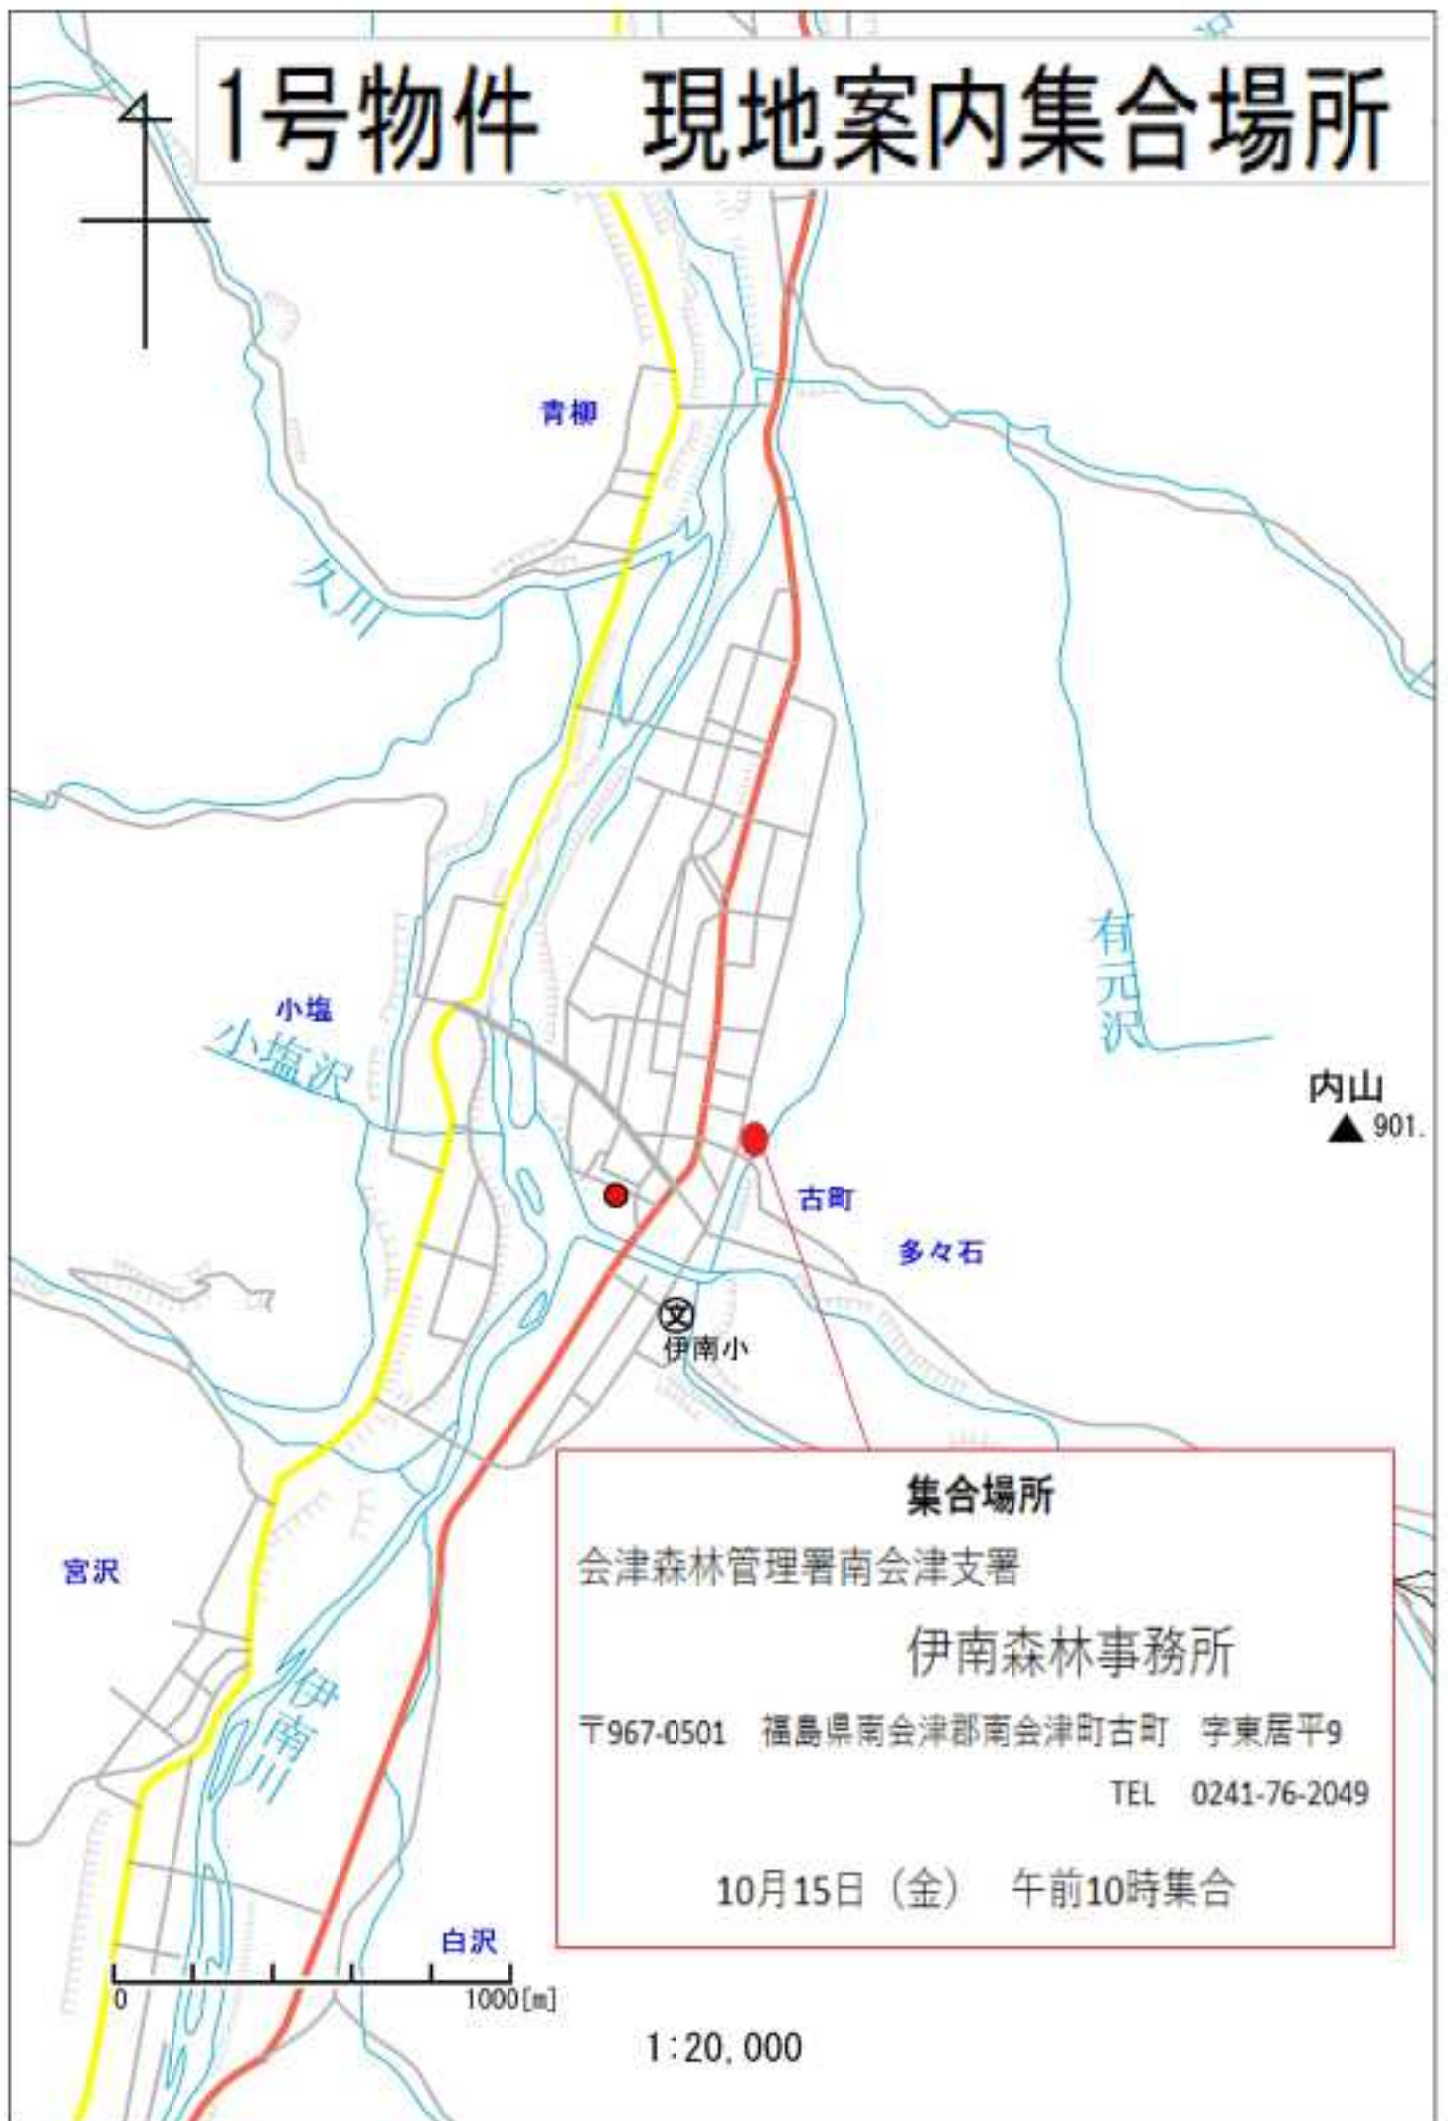 1号物件　現地案内集合場所
青柳
久川
有元沢
小塩
小塩沢
内山
901.
古町
多々石
文
伊南小
集合場所
会津森林管理署南会津支署
伊南森林事務所
〒967-0501　福島県南会津郡南会津町古町　字東居平9
TEL　0241-76-2049
10月15日（金）　午前10時集合
宮沢
伊南川
白沢
0
1000[m]
1:20,000